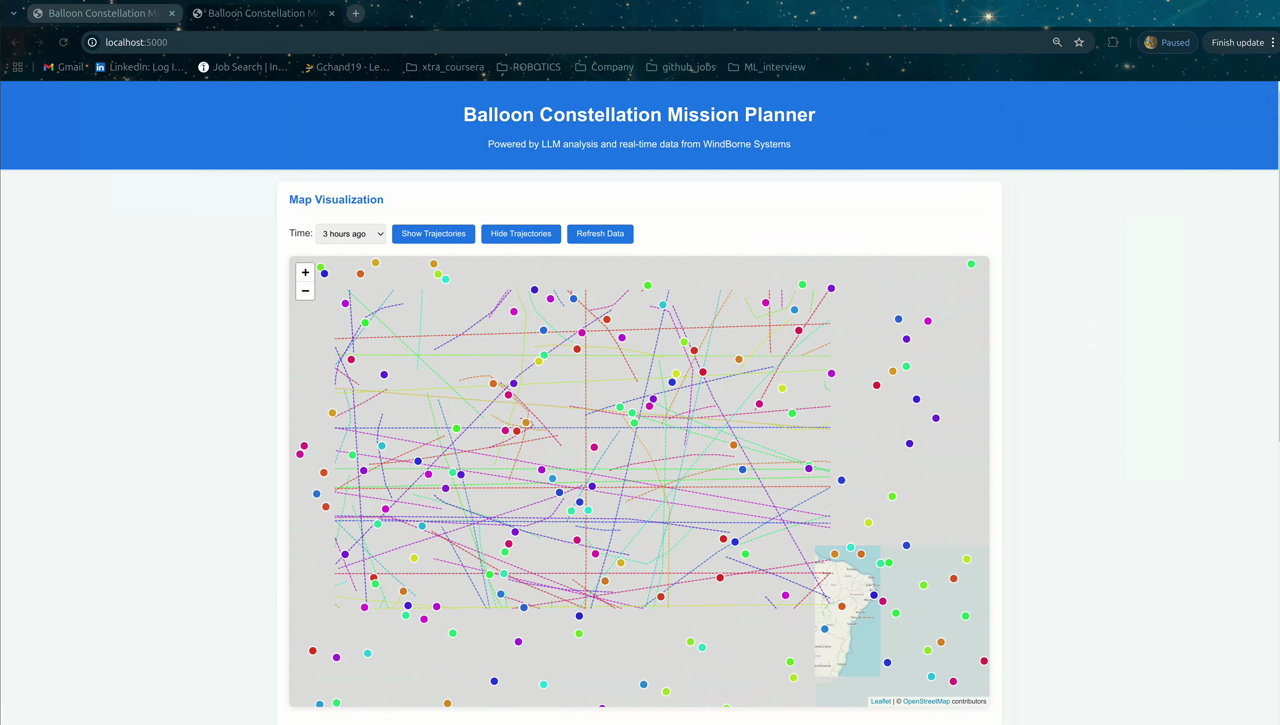 Balloon Constellation Mi
Balloon Constellation M
localhost:5000
Paused
Finish update
Gmail
LinkedIn: Log I...
Job Search | In...
Gchand19 - Le...
xtra_coursera
ROBOTICS
Company
github_jobs
ML_interview
Balloon Constellation Mission Planner
Powered by LLM analysis and real-time data from WindBorne Systems
Map Visualization
Time: 3 hours ago Show Trajectories Hide Trajectories Refresh Data
+
−
Leaflet | © OpenStreetMap contributors